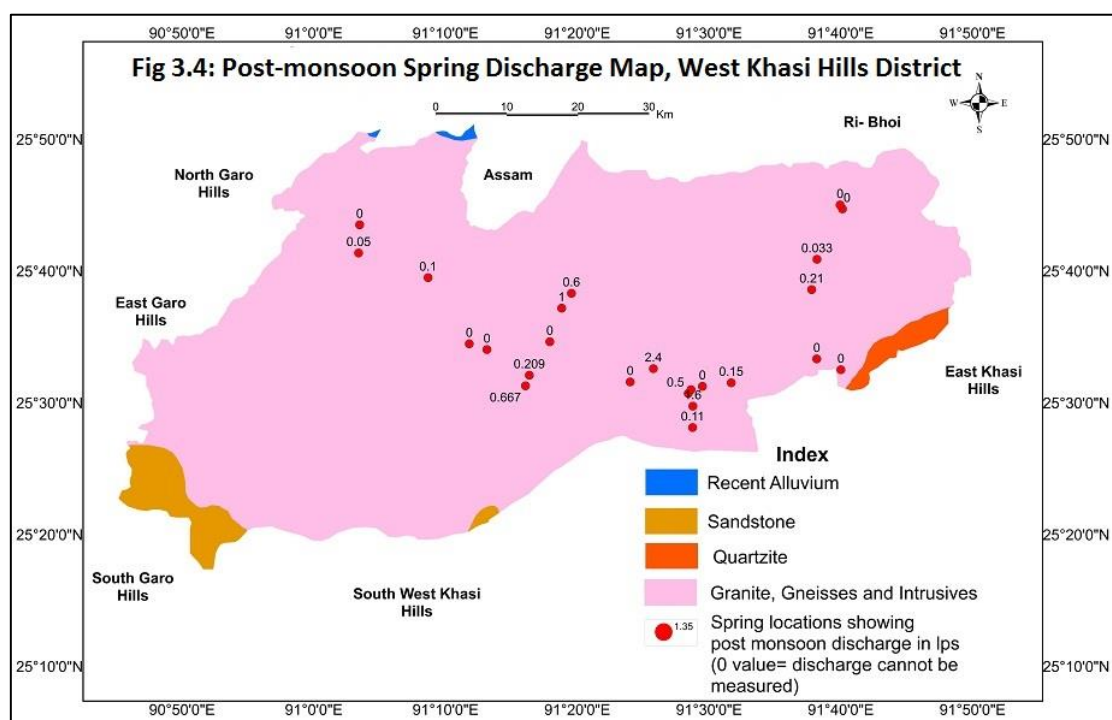 90°50'0"E 91°0'0"E 91°10'0"E 91°20'0"E 91°30'0"E 91°40'0"E 91°50'0"E
Fig 3.4: Post-monsoon Spring Discharge Map, West Khasi Hills District
0 10 20 30 Km
N
W E
S
Ri- Bhoi
25°50'0"N 25°50'0"N
North Garo
Hills
Assam
0
0
0
0.05
0.033
0.1
25°40'0"N 25°40'0"N
0.6
0.21
1
East Garo
Hills
0
0
0
0
0
0.209
2.4
0
0.5
0
0.15
East Khasi
Hills
0.667
25°30'0"N 25°30'0"N
0.11
Index
Recent Alluvium
Sandstone
Quartzite
Granite, Gneisses and Intrusives
1.35
Spring locations showing
post monsoon discharge in lps
(0 value= discharge cannot be
measured)
25°20'0"N 25°20'0"N
South Garo
Hills
South West Khasi
Hills
25°10'0"N 25°10'0"N
90°50'0"E 91°0'0"E 91°10'0"E 91°20'0"E 91°30'0"E 91°40'0"E 91°50'0"E